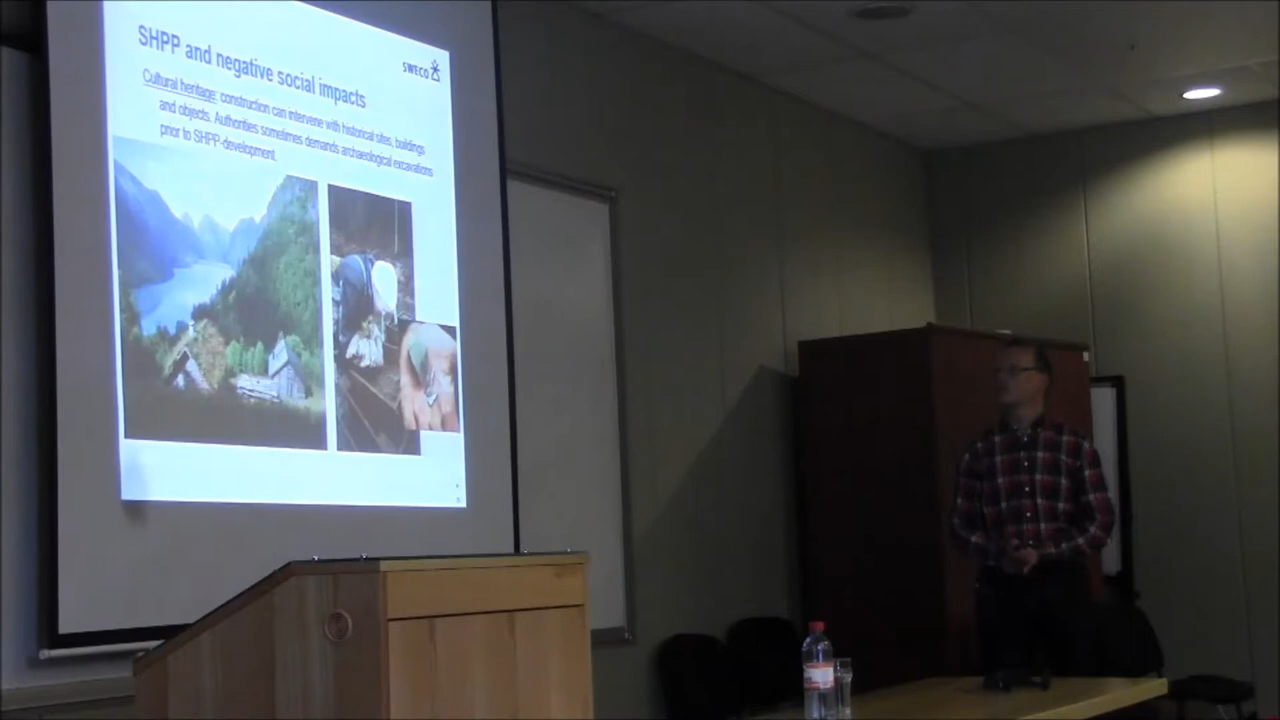 SHPP and negative social impacts
SWECO
Cultural heritage: construction can intervene with historical sites, buildings
and objects. Authorities sometimes demands archaeological excavations
prior to SHPP-development.